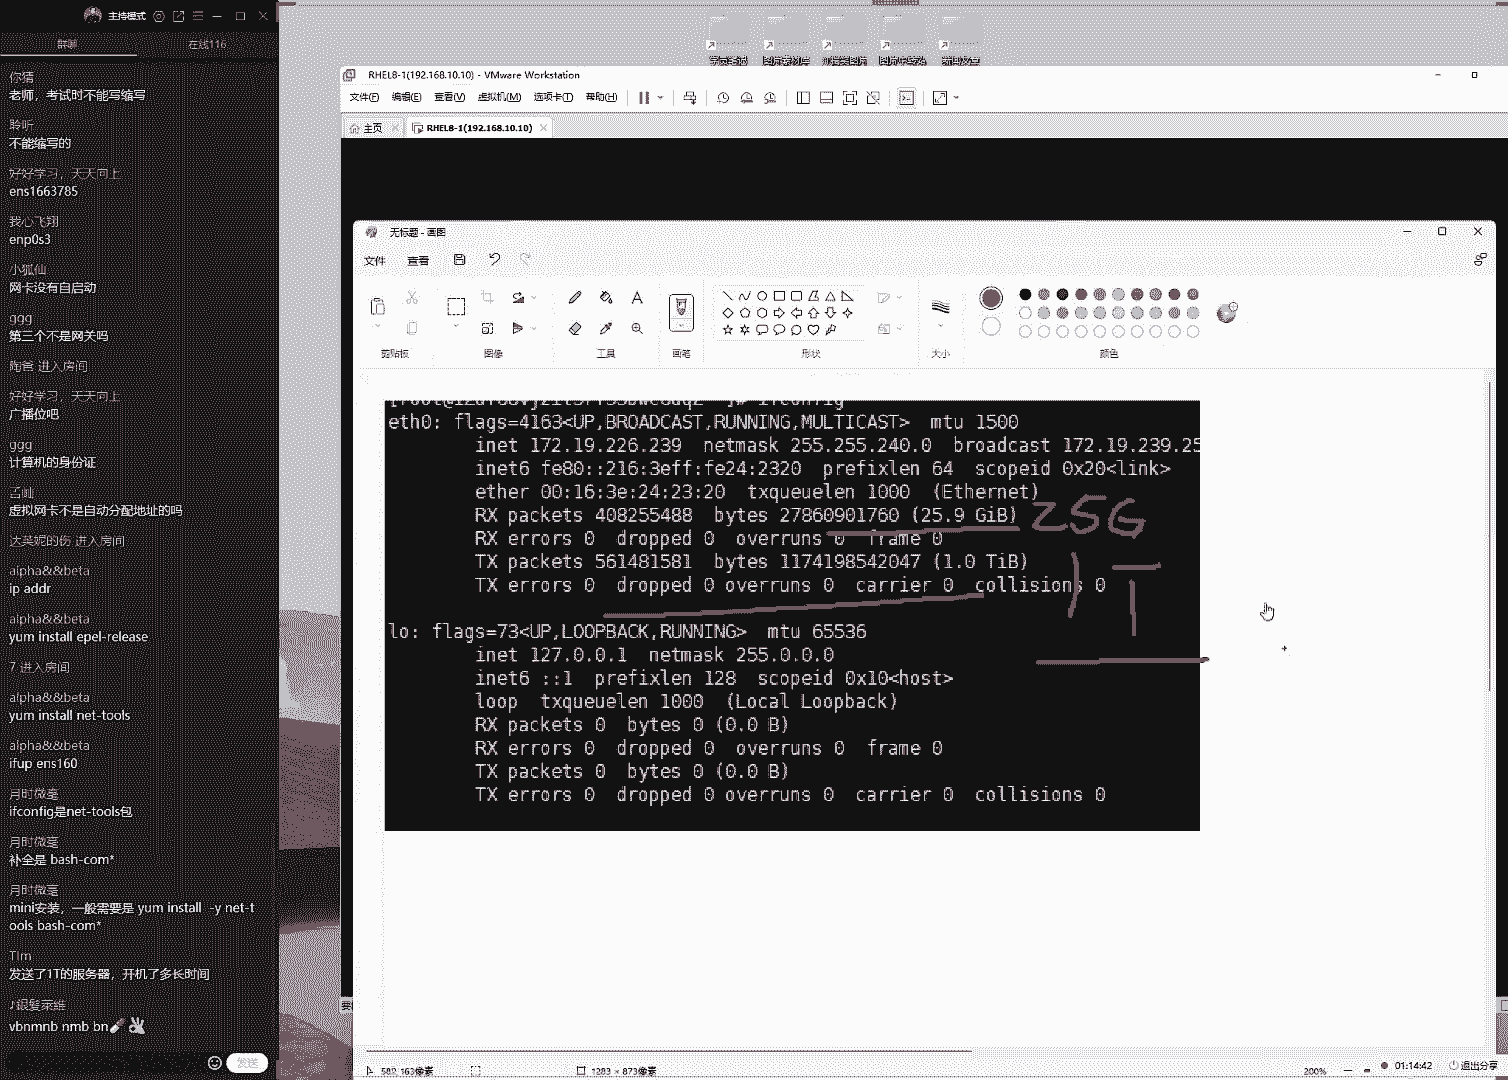 主持模式
群聊
在线116
你猜
老师，考试时不能写缩写
聆听
不能缩写的
好好学习，天天向上
ens1663785
我心飞翔
enp0s3
小狐仙
网卡没有自启动
ggg
第三个不是网关吗
陶爸 进入房间
好好学习，天天向上
广播位吧
ggg
计算机的身份证
虚拟网卡不是自动分配地址的吗
达芙妮的伤 进入房间
alpha&&beta
ip addr
alpha&&beta
yum install epel-release
7 进入房间
alpha&&beta
yum install net-tools
alpha&&beta
ifup ens160
月时微毫
ifconfig是net-tools包
月时微毫
补全是 bash-com*
月时微毫
mini安装，一般需要是 yum install -y net-t
ools bash-com*
Tim
发送了1T的服务器，开机了多长时间
vbnmnb nmb bn
发送
RHEL8-1(192.168.10.10) - VMware Workstation
文件(F) 编辑(E) 查看(V) 虚拟机(M) 选项卡(T) 帮助(H)
主页
RHEL8-1(192.168.10.10)
无标题 - 画图
文件 查看
剪贴板 图像 工具 画笔 形状 大小 颜色
eth0: flags=4163<UP,BROADCAST,RUNNING,MULTICAST> mtu 1500
inet 172.19.226.239 netmask 255.255.240.0 broadcast 172.19.239.25
inet6 fe80::216:3eff:fe24:2320 prefixlen 64 scopeid 0x20<link>
ether 00:16:3e:24:23:20 txqueuelen 1000 (Ethernet)
RX packets 408255488 bytes 27860901760 (25.9 GiB)
25G
RX errors 0 dropped 0 overruns 0 frame 0
TX packets 561481581 bytes 1174198542047 (1.0 TiB)
1T
TX errors 0 dropped 0 overruns 0 carrier 0 collisions 0
lo: flags=73<UP,LOOPBACK,RUNNING> mtu 65536
inet 127.0.0.1 netmask 255.0.0.0
inet6 ::1 prefixlen 128 scopeid 0x10<host>
loop txqueuelen 1000 (Local Loopback)
RX packets 0 bytes 0 (0.0 B)
RX errors 0 dropped 0 overruns 0 frame 0
TX packets 0 bytes 0 (0.0 B)
TX errors 0 dropped 0 overruns 0 carrier 0 collisions 0
582, 163像素
1283 × 873像素
200%
01:14:42
退出分享